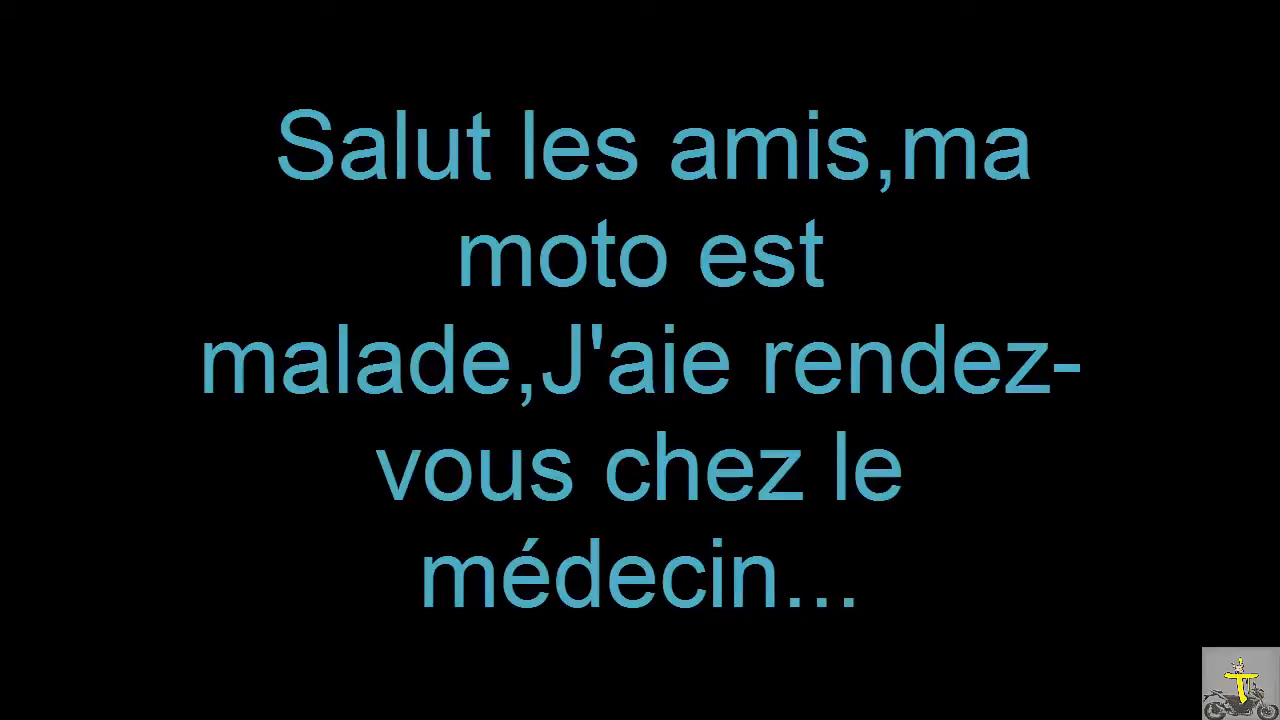 Salut les amis,ma
moto est
malade,J'aie rendez-
vous chez le
médecin...